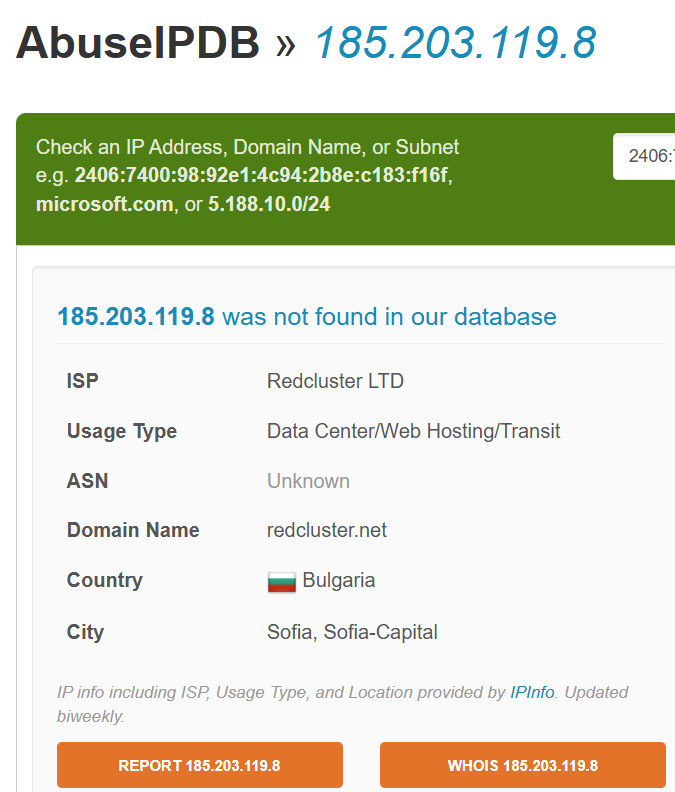 AbuseIPDB » 185.203.119.8
Check an IP Address, Domain Name, or Subnet
e.g. 2406:7400:98:92e1:4c94:2b8e:c183:f16f,
microsoft.com, or 5.188.10.0/24
2406:7
185.203.119.8 was not found in our database
ISP Redcluster LTD
Usage Type Data Center/Web Hosting/Transit
ASN Unknown
Domain Name redcluster.net
Country Bulgaria
City Sofia, Sofia-Capital
IP info including ISP, Usage Type, and Location provided by IPInfo. Updated
biweekly.
REPORT 185.203.119.8 WHOIS 185.203.119.8